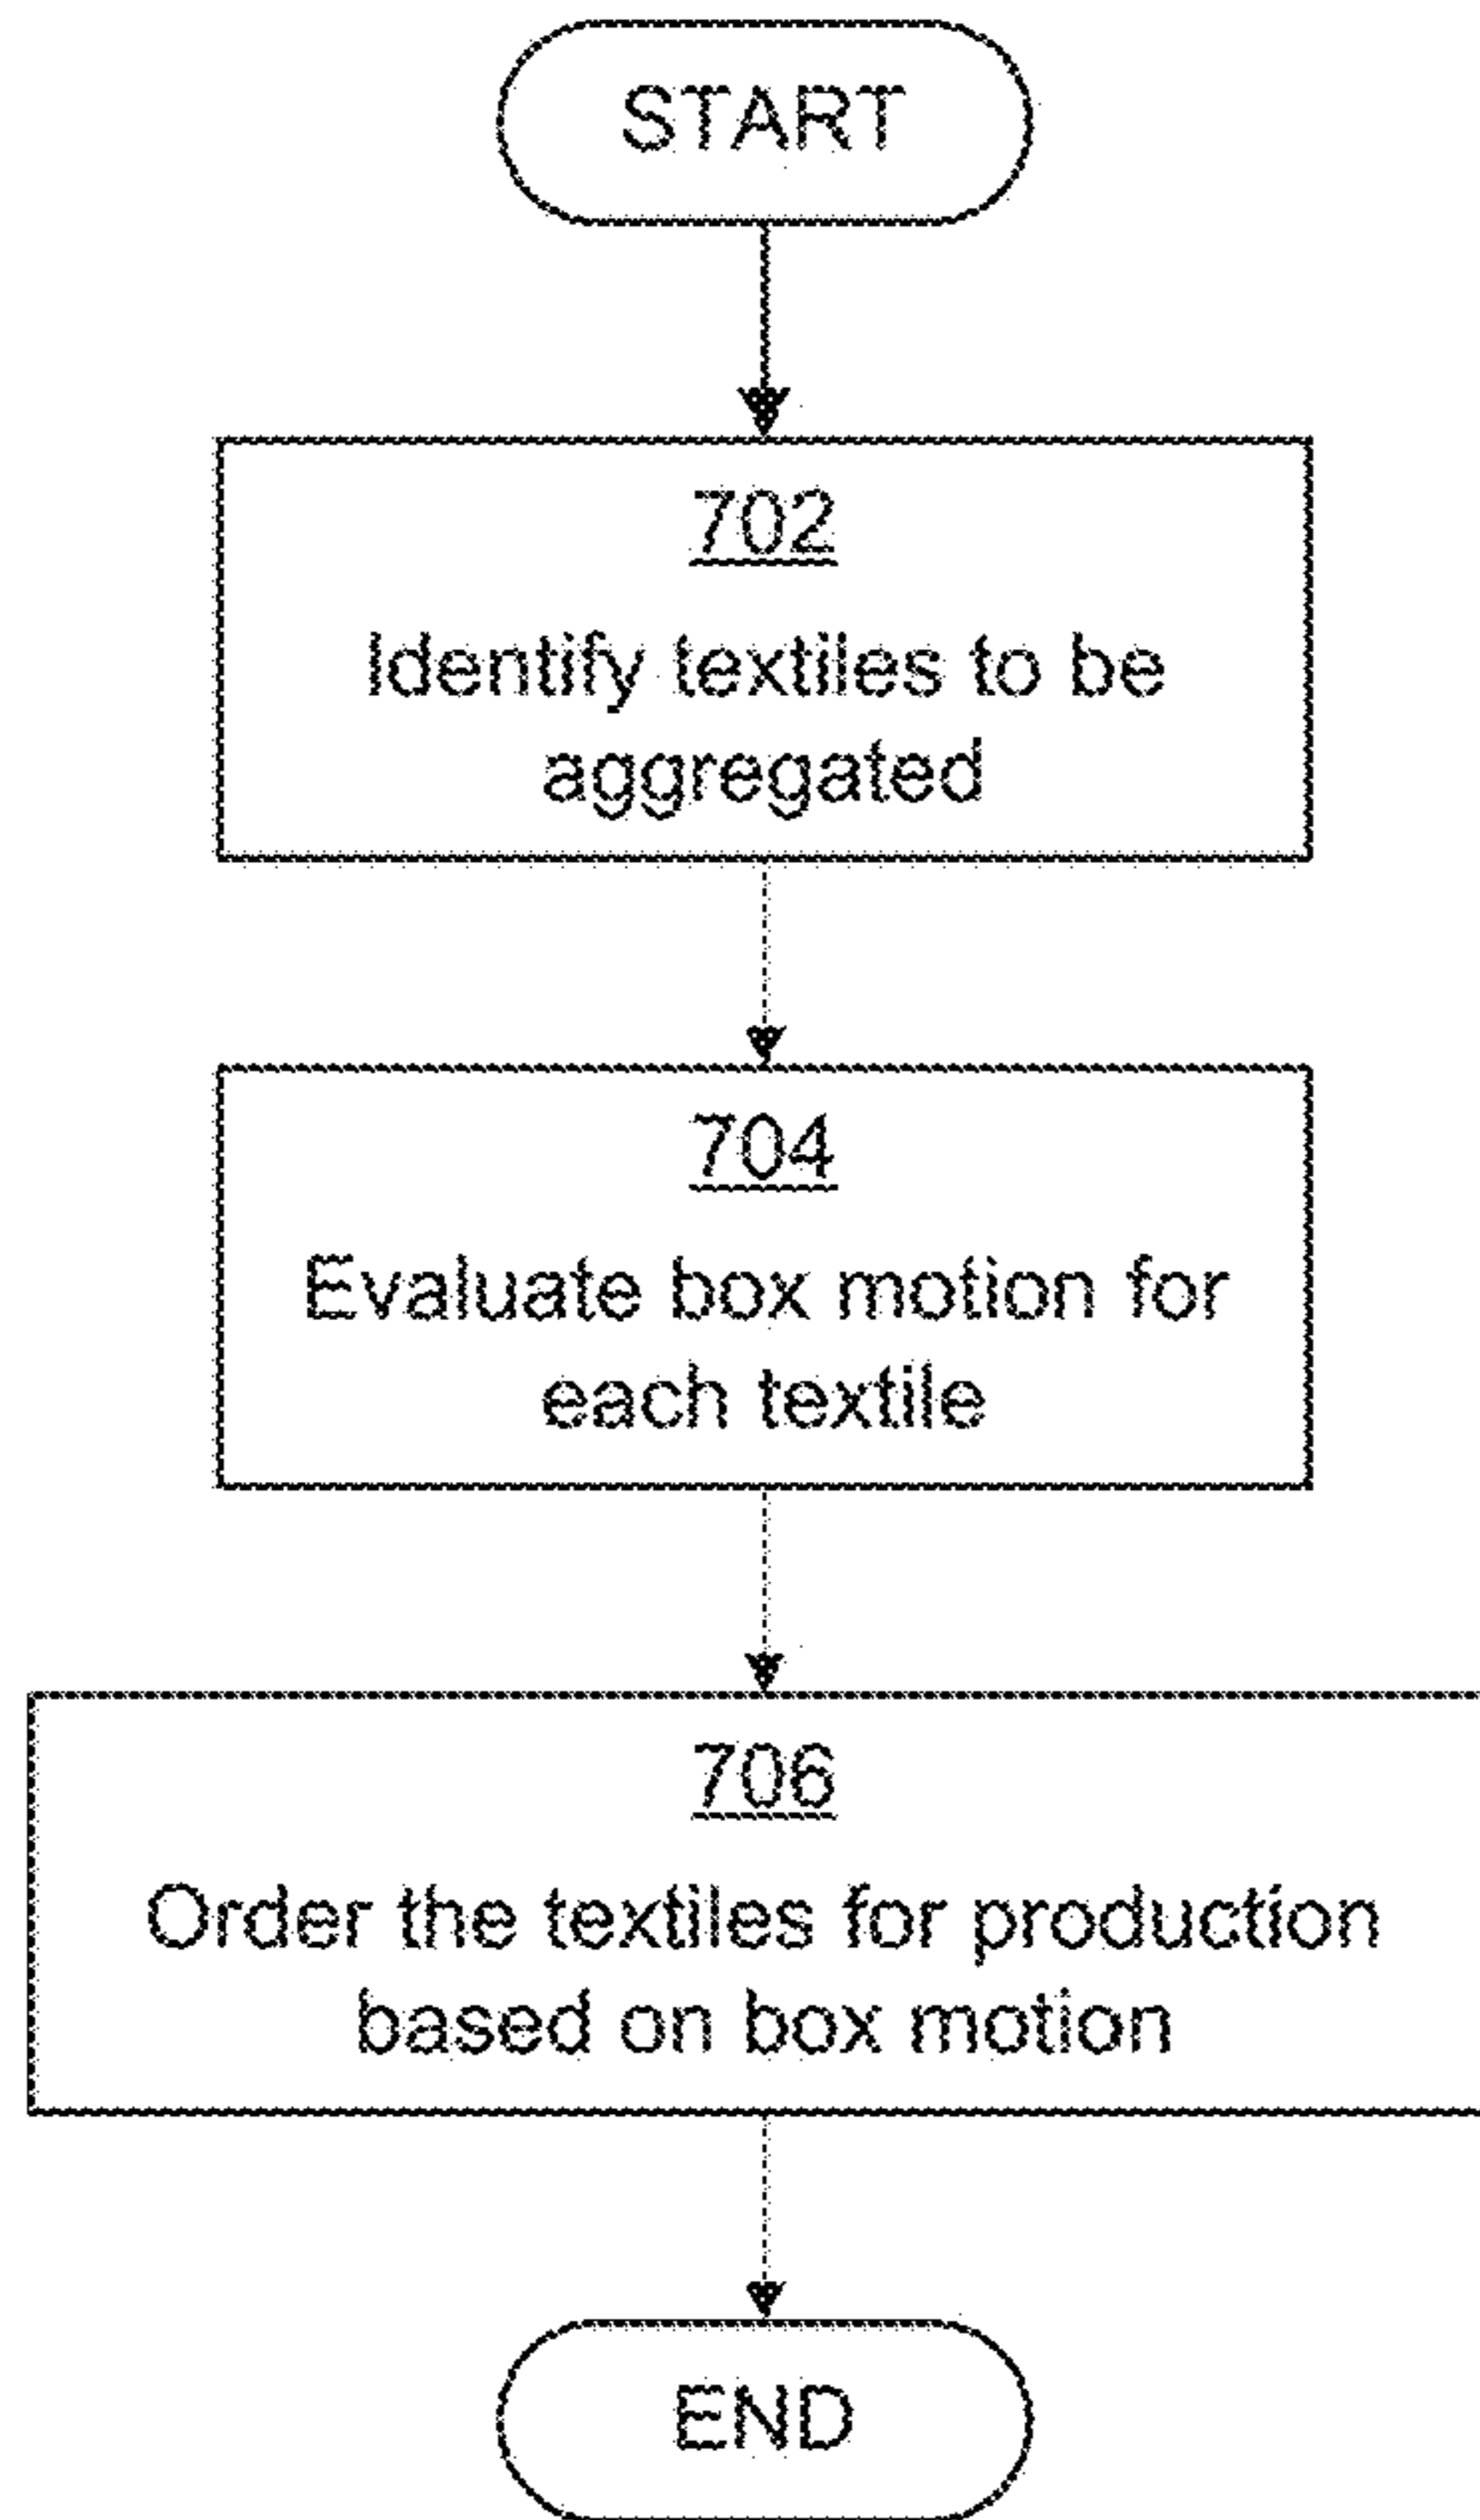 START
702
Identify textiles to be
aggregated
704
Evaluate box motion for
each textile
706
Order the textiles for production
based on box motion
END